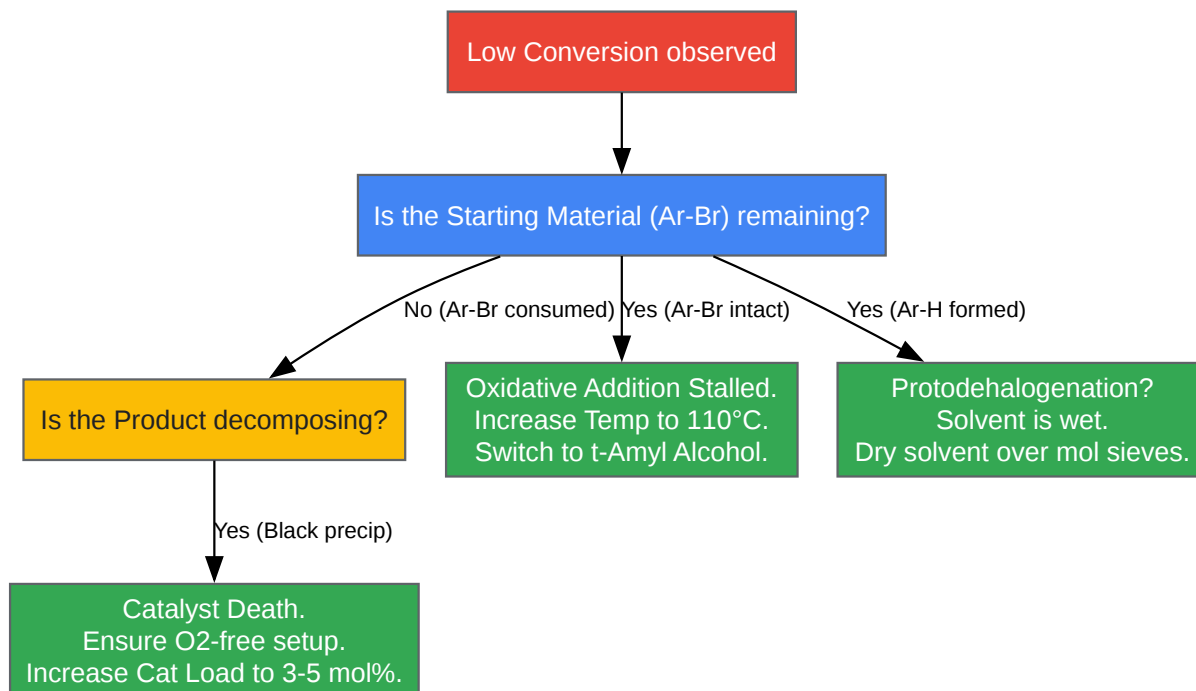 Low Conversion observed
Is the Starting Material (Ar-Br) remaining?
No (Ar-Br consumed)
Yes (Ar-Br intact)
Yes (Ar-H formed)
Is the Product decomposing?
Oxidative Addition Stalled.
Increase Temp to 110°C.
Switch to t-Amyl Alcohol.
Protodehalogenation?
Solvent is wet.
Dry solvent over mol sieves.
Yes (Black precip)
Catalyst Death.
Ensure O2-free setup.
Increase Cat Load to 3-5 mol%.